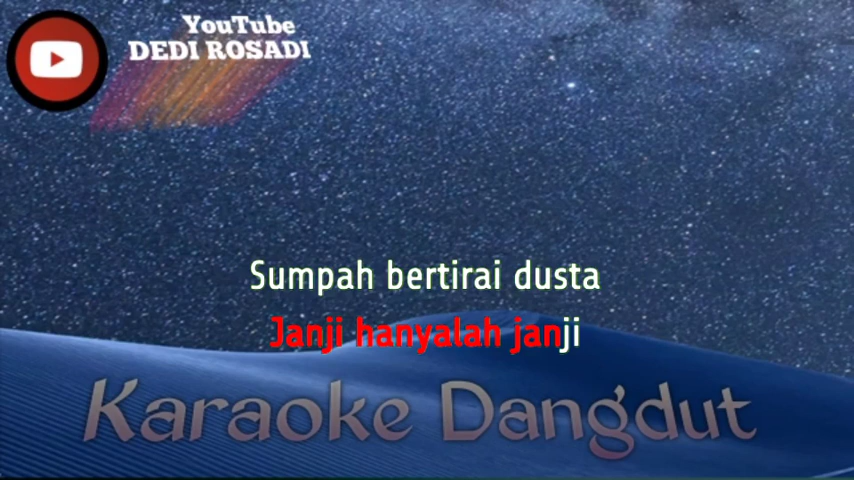 YouTube
DEDI ROSADI
Sumpah bertirai dusta
Janji hanyalah janji
Karaoke Dangdut